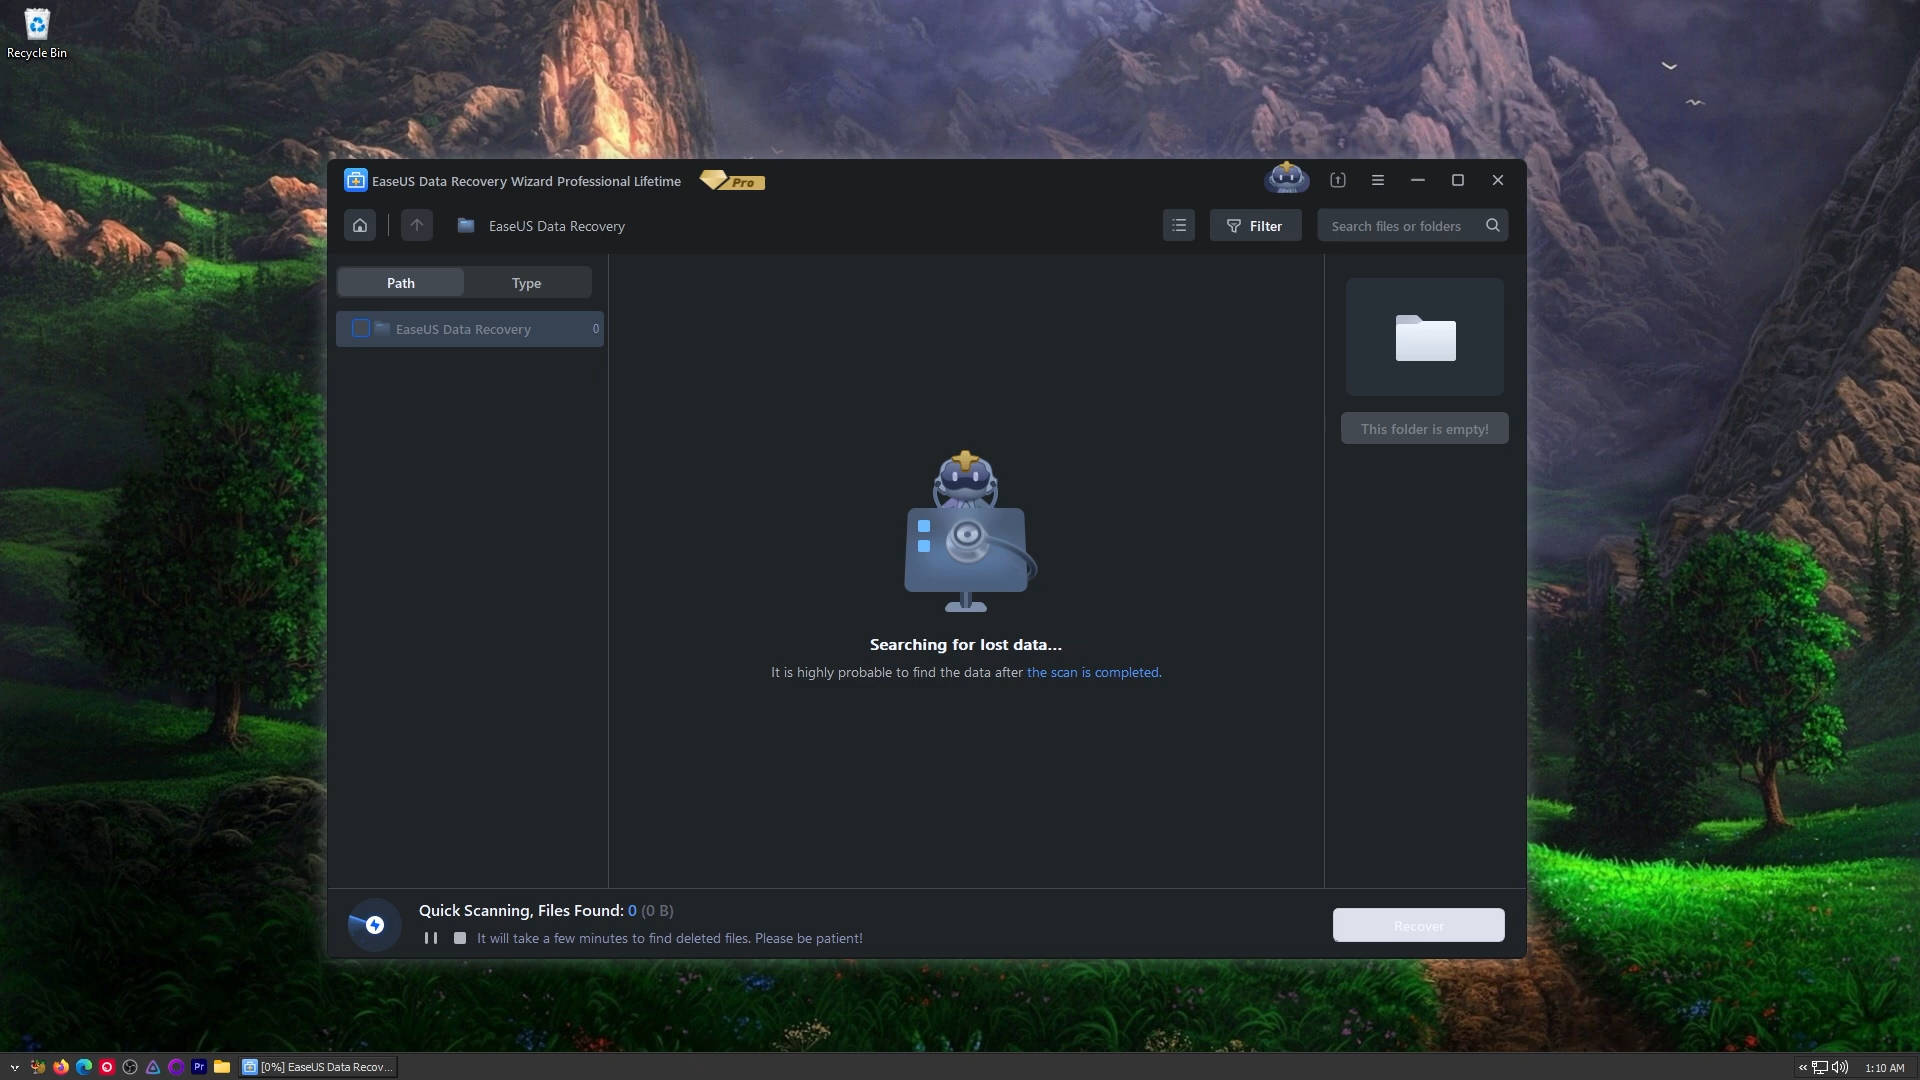 Recycle Bin
EaseUS Data Recovery Wizard Professional Lifetime
Pro
EaseUS Data Recovery
Filter
Search files or folders
Path
Type
EaseUS Data Recovery
0
This folder is empty!
Searching for lost data...
It is highly probable to find the data after the scan is completed.
Quick Scanning, Files Found: 0 (0 B)
It will take a few minutes to find deleted files. Please be patient!
Recover
Pr
[0%] EaseUS Data Recov...
1:10 AM